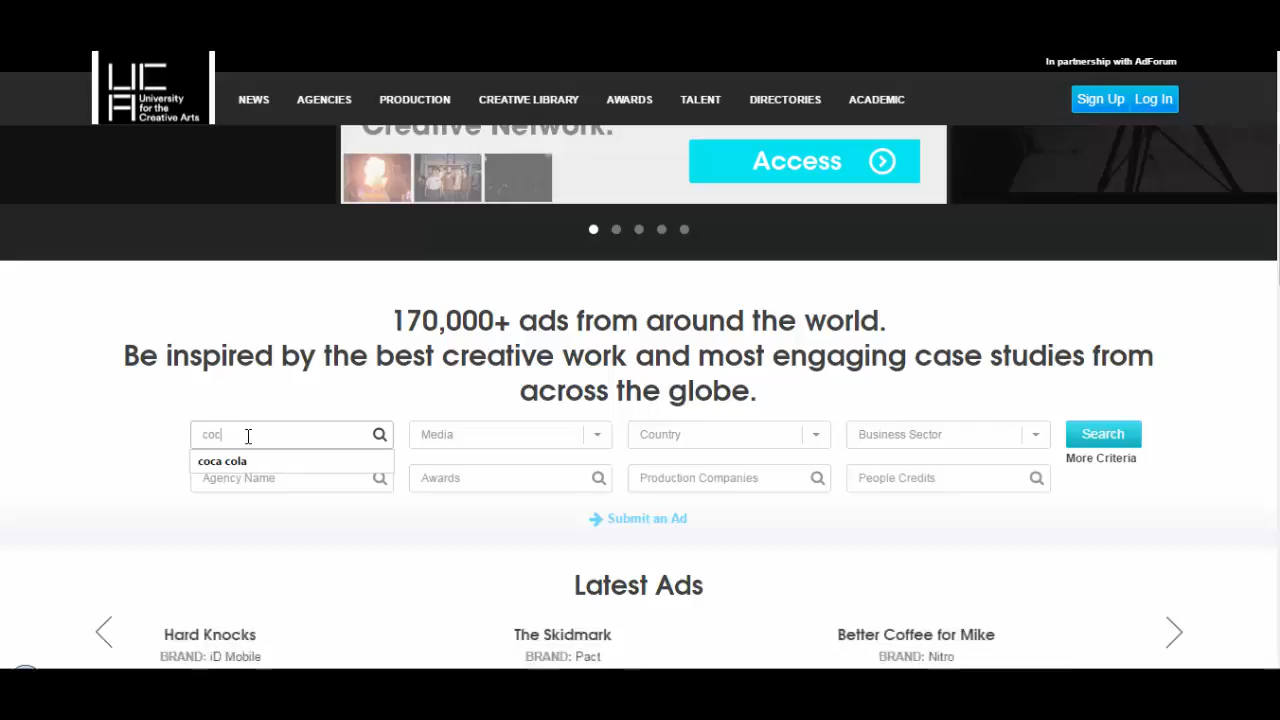 In partnership with AdForum
UCA
University
for the
Creative Arts
NEWS AGENCIES PRODUCTION CREATIVE LIBRARY AWARDS TALENT DIRECTORIES ACADEMIC
Sign Up Log In
Creative Network.
Access
170,000+ ads from around the world.
Be inspired by the best creative work and most engaging case studies from
across the globe.
coc Media Country Business Sector Search
coca cola
More Criteria
Agency Name Awards Production Companies People Credits
Submit an Ad
Latest Ads
Hard Knocks The Skidmark Better Coffee for Mike
BRAND: iD Mobile BRAND: Pact BRAND: Nitro